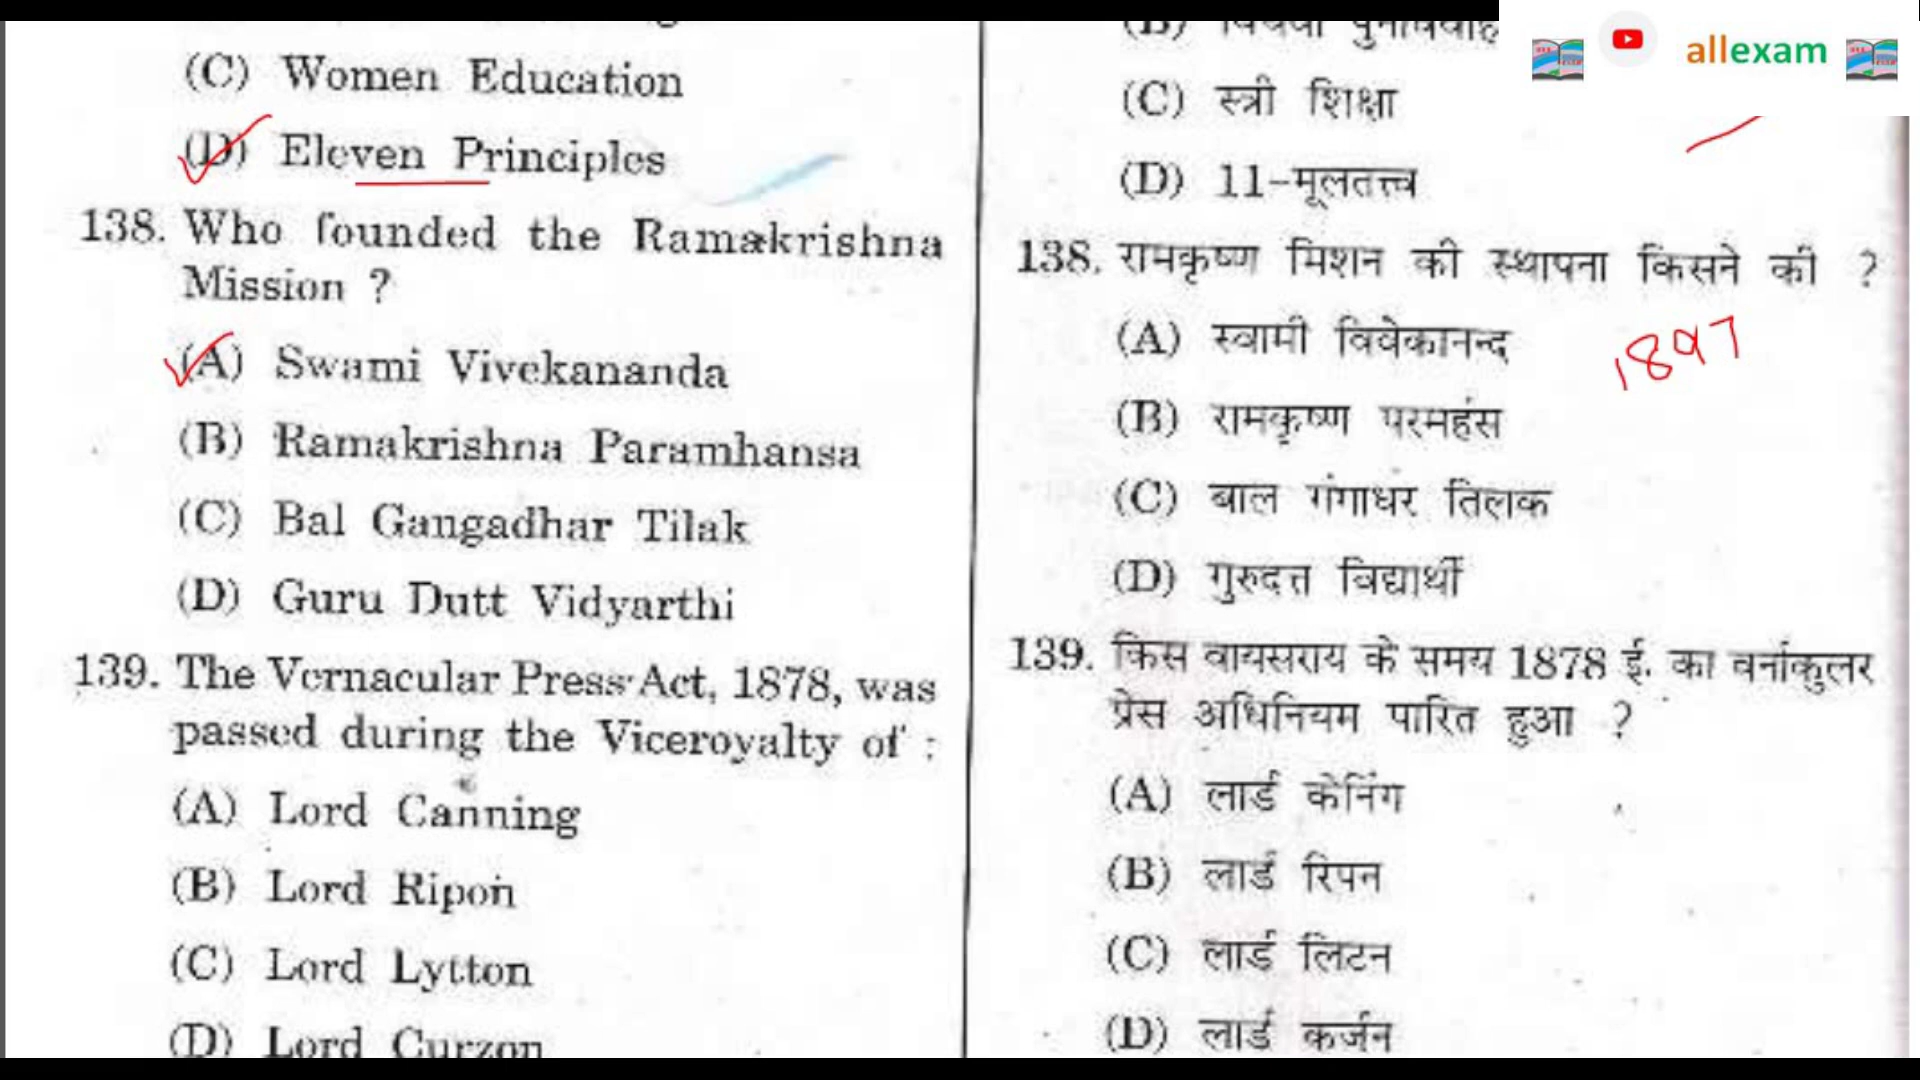 allexam
(C) Women Education
(D) Eleven Principles
138. Who founded the Ramakrishna
Mission ?
(A) Swami Vivekananda
(B) Ramakrishna Paramhansa
(C) Bal Gangadhar Tilak
(D) Guru Dutt Vidyarthi
139. The Vernacular Press Act, 1878, was
passed during the Viceroyalty of :
(A) Lord Canning
(B) Lord Ripon
(C) Lord Lytton
(D) Lord Curzon
(B) विधवा पुनर्विवाह
(C) स्त्री शिक्षा
(D) 11-मूलतत्त्व
138. रामकृष्ण मिशन की स्थापना किसने की ?
(A) स्वामी विवेकानन्द
1897
(B) रामकृष्ण परमहंस
(C) बाल गंगाधर तिलक
(D) गुरुदत्त विद्यार्थी
139. किस वायसराय के समय 1878 ई. का वर्नाकुलर
प्रेस अधिनियम पारित हुआ ?
(A) लार्ड केनिंग
(B) लार्ड रिपन
(C) लार्ड लिटन
(D) लार्ड कर्जन